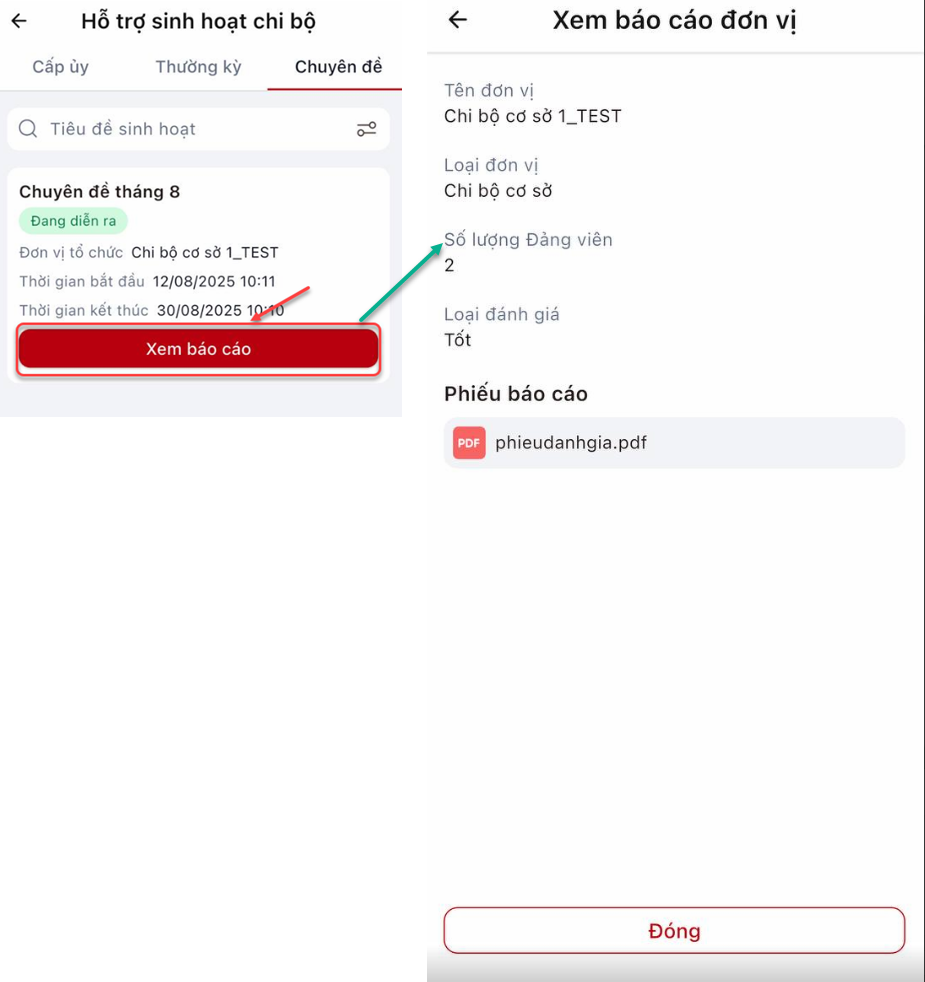 Hỗ trợ sinh hoạt chi bộ
Cấp ủy Thường kỳ Chuyên đề
Tiêu đề sinh hoạt
Chuyên đề tháng 8
Đang diễn ra
Đơn vị tổ chức Chi bộ cơ sở 1_TEST
Thời gian bắt đầu 12/08/2025 10:11
Thời gian kết thúc 30/08/2025 10:10
Xem báo cáo
Xem báo cáo đơn vị
Tên đơn vị
Chi bộ cơ sở 1_TEST
Loại đơn vị
Chi bộ cơ sở
Số lượng Đảng viên
2
Loại đánh giá
Tốt
Phiếu báo cáo
PDF phieudanhgia.pdf
Đóng